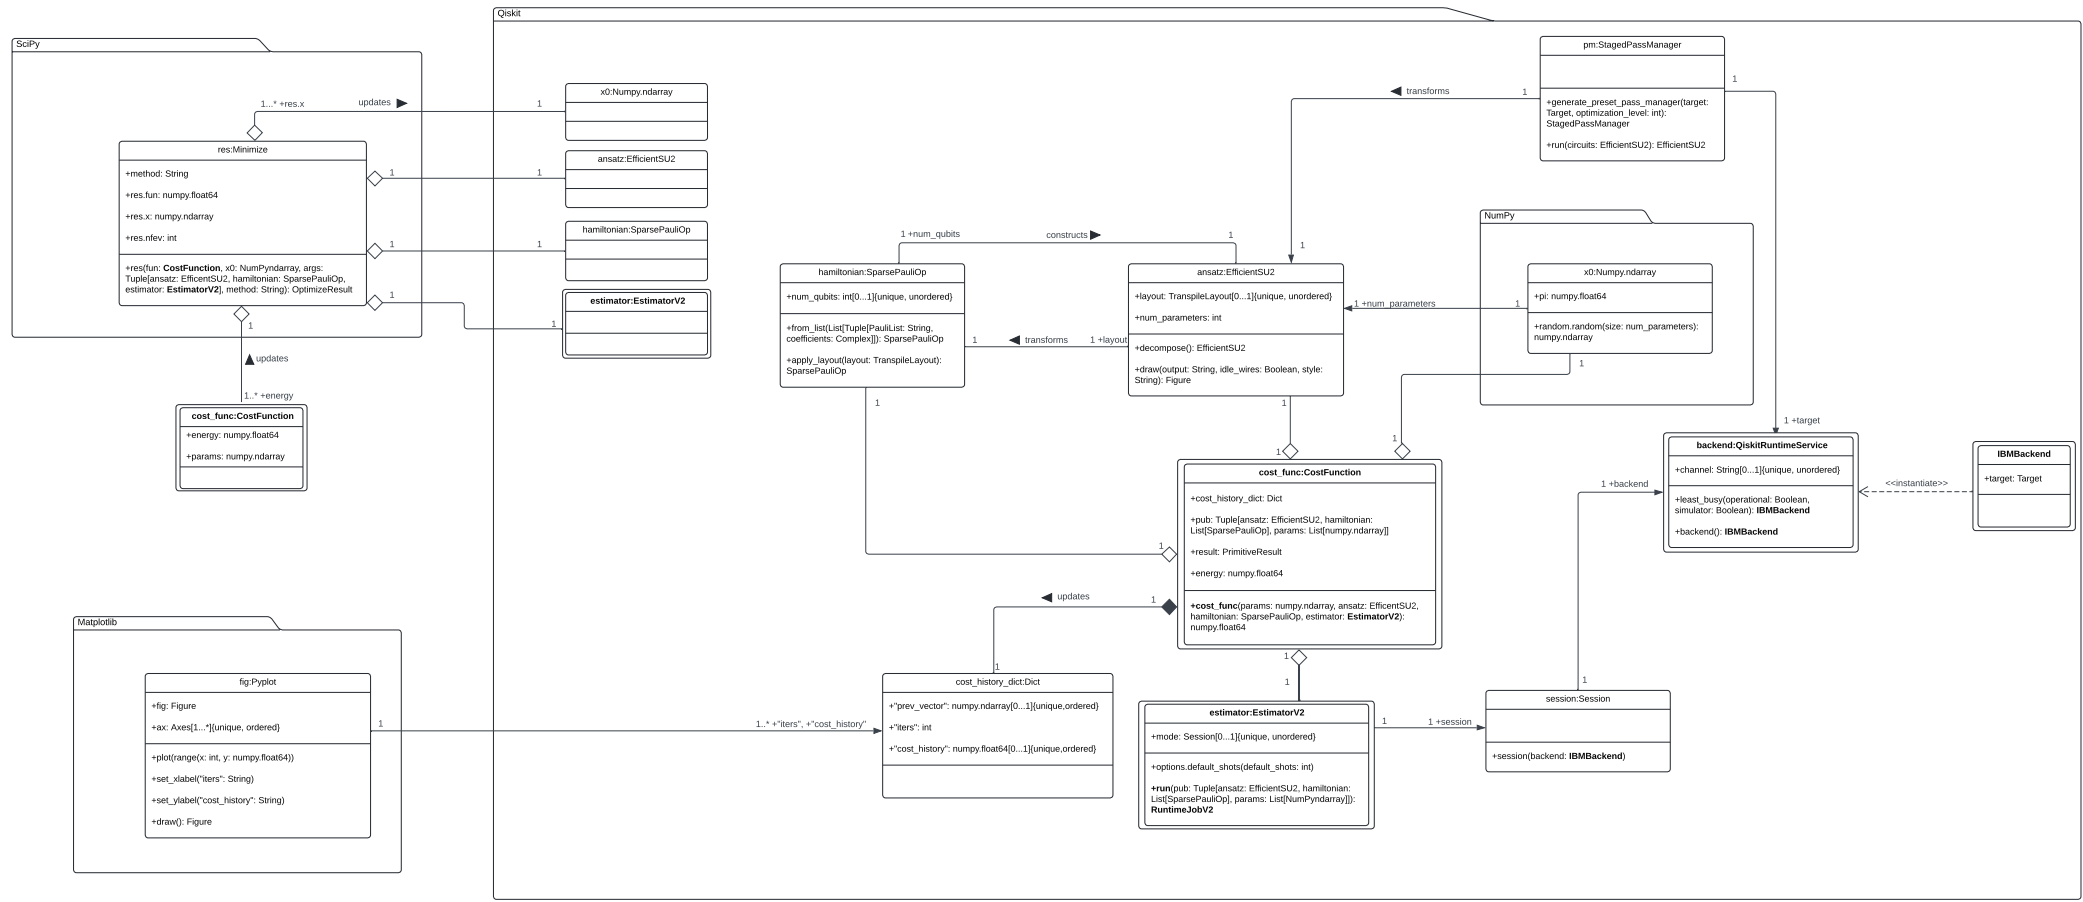 Qiskit
SciPy
1...* +res.x
updates
1
res:Minimize
+method: String
+res.fun: numpy.float64
+res.x: numpy.ndarray
+res.nfev: int
+res(fun: CostFunction, x0: NumPyndarray, args:
Tuple[ansatz: EfficentSU2, hamiltonian: SparsePauliOp,
estimator: EstimatorV2], method: String): OptimizeResult
1
1
1
1
1
1
1
updates
1..* +energy
cost_func:CostFunction
+energy: numpy.float64
+params: numpy.ndarray
x0:Numpy.ndarray
ansatz:EfficientSU2
hamiltonian:SparsePauliOp
estimator:EstimatorV2
pm:StagedPassManager
+generate_preset_pass_manager(target:
Target, optimization_level: int):
StagedPassManager
+run(circuits: EfficientSU2): EfficientSU2
transforms
1
1
1
1 +num_qubits
constructs
1
hamiltonian:SparsePauliOp
+num_qubits: int[0...1]{unique, unordered}
+from_list(List[Tuple[PauliList: String,
coefficients: Complex]]): SparsePauliOp
+apply_layout(layout: TranspileLayout):
SparsePauliOp
1
transforms
1 +layout
ansatz:EfficientSU2
+layout: TranspileLayout[0...1]{unique, unordered}
+num_parameters: int
+decompose(): EfficientSU2
+draw(output: String, idle_wires: Boolean, style:
String): Figure
1 +num_parameters
1
NumPy
x0:Numpy.ndarray
+pi: numpy.float64
+random.random(size: num_parameters):
numpy.ndarray
1
1
1
1
1
1
1 +target
backend:QiskitRuntimeService
+channel: String[0...1]{unique, unordered}
+least_busy(operational: Boolean,
simulator: Boolean): IBMBackend
+backend(): IBMBackend
<<instantiate>>
IBMBackend
+target: Target
1 +backend
cost_func:CostFunction
+cost_history_dict: Dict
+pub: Tuple[ansatz: EfficientSU2, hamiltonian:
List[SparsePauliOp], params: List[numpy.ndarray]]
+result: PrimitiveResult
+energy: numpy.float64
+cost_func(params: numpy.ndarray, ansatz: EfficentSU2,
hamiltonian: SparsePauliOp, estimator: EstimatorV2):
numpy.float64
updates
1
1
1
1
Matplotlib
fig:Pyplot
+fig: Figure
+ax: Axes[1...*]{unique, ordered}
+plot(range(x: int, y: numpy.float64))
+set_xlabel("iters": String)
+set_ylabel("cost_history": String)
+draw(): Figure
1
1..* +"iters", +"cost_history"
cost_history_dict:Dict
+"prev_vector": numpy.ndarray[0...1]{unique,ordered}
+"iters": int
+"cost_history": numpy.float64[0...1]{unique,ordered}
estimator:EstimatorV2
+mode: Session[0...1]{unique, unordered}
+options.default_shots(default_shots: int)
+run(pub: Tuple[ansatz: EfficientSU2, hamiltonian:
List[SparsePauliOp], params: List[NumPyndarray]]):
RuntimeJobV2
1
1 +session
1
session:Session
+session(backend: IBMBackend)